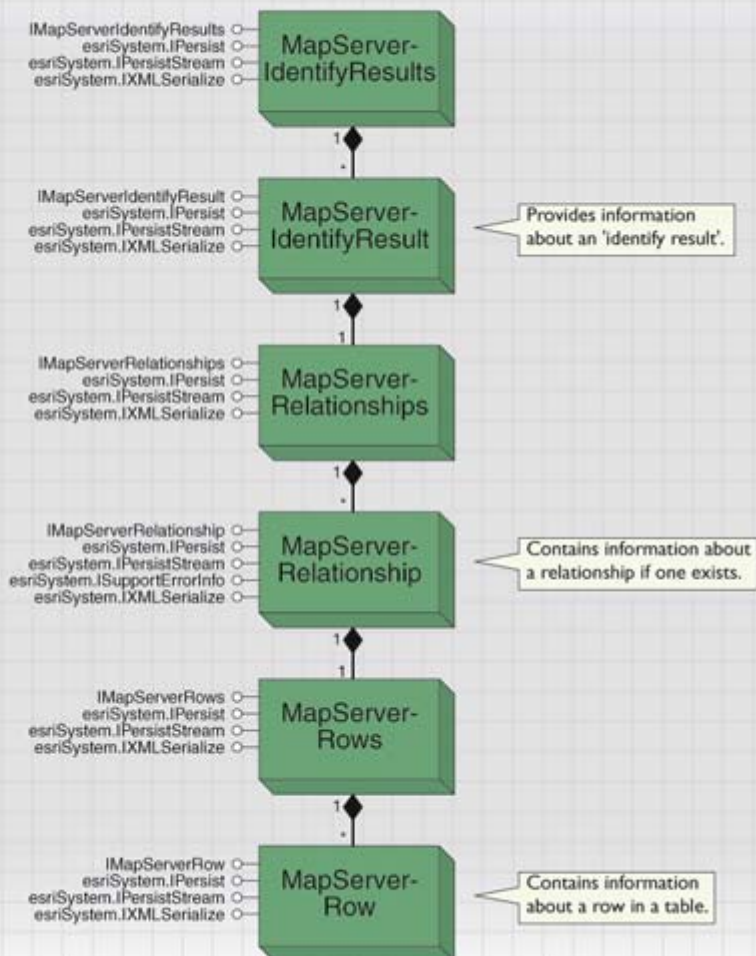 IMapServerIdentifyResults
esriSystem.IPersist
esriSystem.IPersistStream
esriSystem.IXMLSerialize
MapServer-
IdentifyResults
1
*
IMapServerIdentifyResult
esriSystem.IPersist
esriSystem.IPersistStream
esriSystem.IXMLSerialize
MapServer-
IdentifyResult
Provides information
about an 'identify result'.
1
1
IMapServerRelationships
esriSystem.IPersist
esriSystem.IPersistStream
esriSystem.IXMLSerialize
MapServer-
Relationships
1
*
IMapServerRelationship
esriSystem.IPersist
esriSystem.IPersistStream
esriSystem.ISupportErrorInfo
esriSystem.IXMLSerialize
MapServer-
Relationship
Contains information about
a relationship if one exists.
1
1
IMapServerRows
esriSystem.IPersist
esriSystem.IPersistStream
esriSystem.IXMLSerialize
MapServer-
Rows
1
*
IMapServerRow
esriSystem.IPersist
esriSystem.IPersistStream
esriSystem.IXMLSerialize
MapServer-
Row
Contains information
about a row in a table.